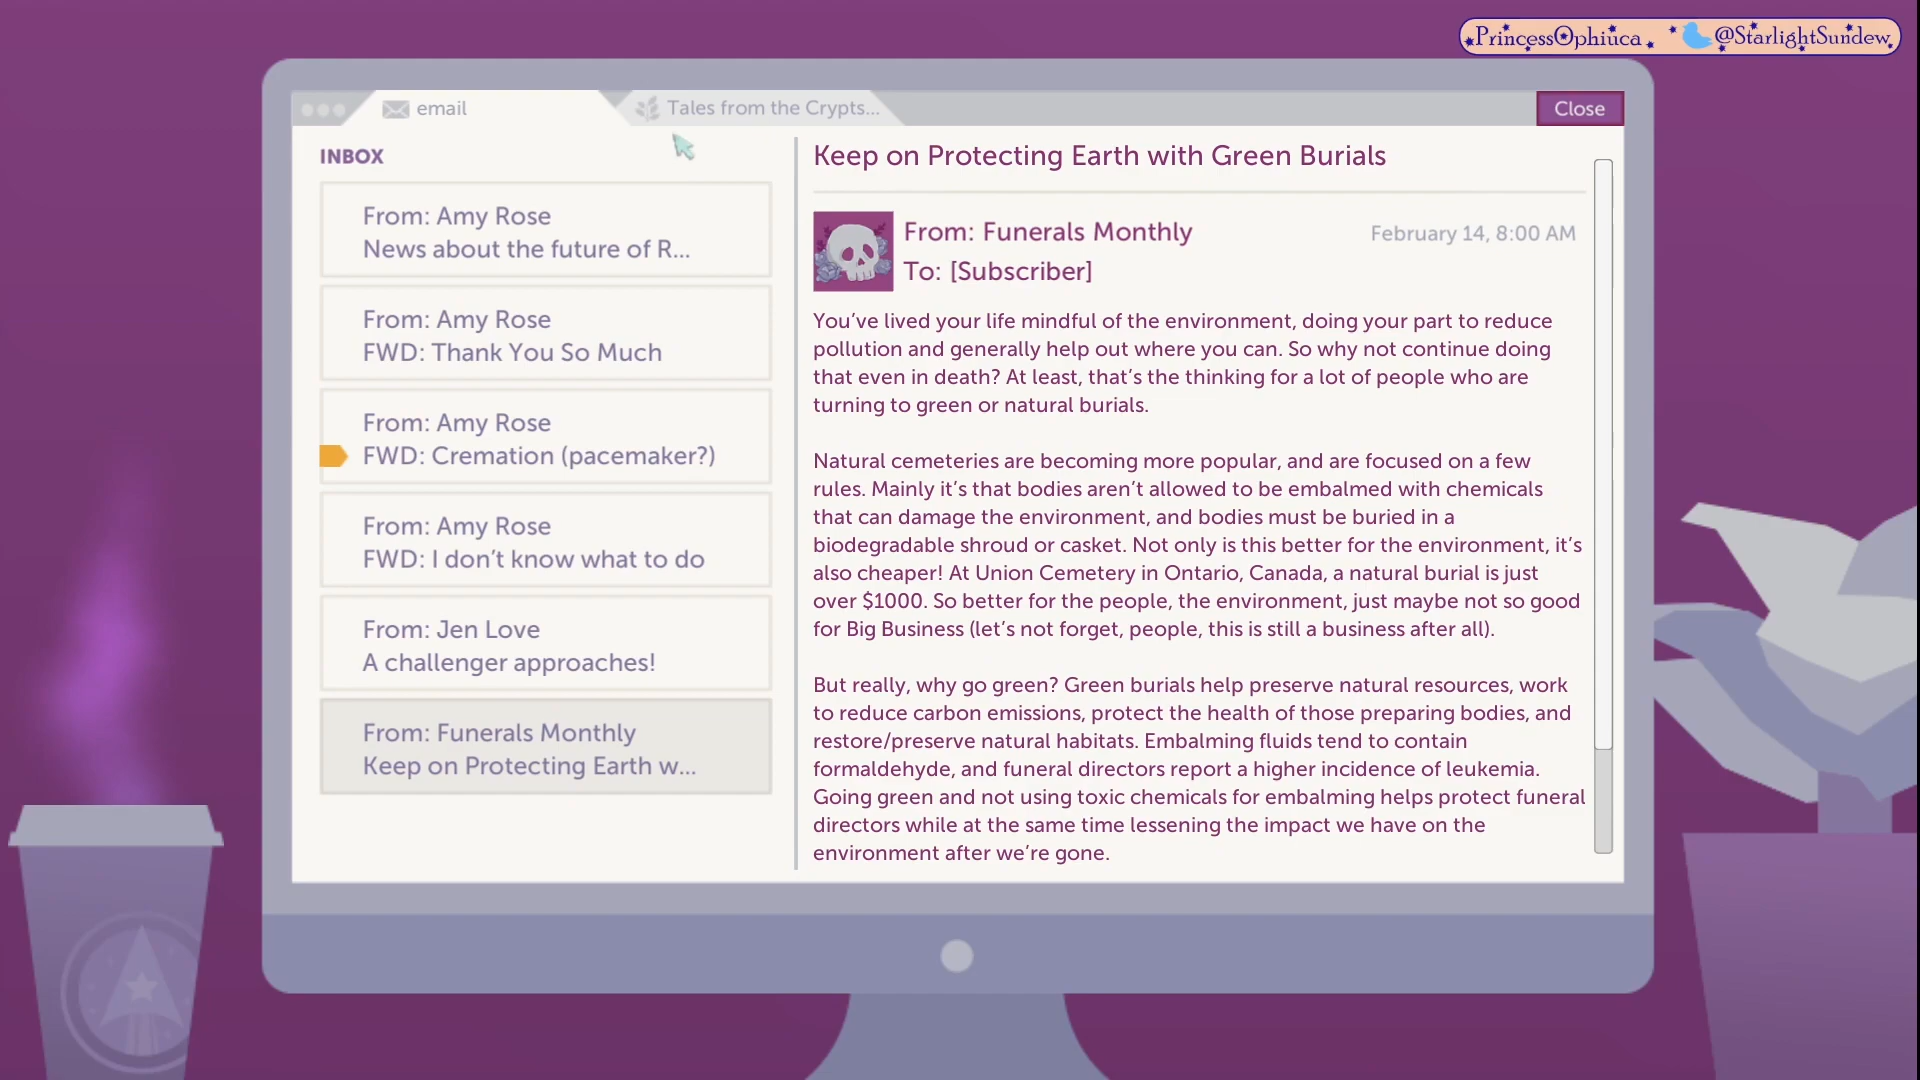 PrincessOphiuca
@StarlightSundew
email
Tales from the Crypts...
Close
INBOX
From: Amy Rose
News about the future of R...
From: Amy Rose
FWD: Thank You So Much
From: Amy Rose
FWD: Cremation (pacemaker?)
From: Amy Rose
FWD: I don't know what to do
From: Jen Love
A challenger approaches!
From: Funerals Monthly
Keep on Protecting Earth w...
Keep on Protecting Earth with Green Burials
From: Funerals Monthly
February 14, 8:00 AM
To: [Subscriber]
You've lived your life mindful of the environment, doing your part to reduce
pollution and generally help out where you can. So why not continue doing
that even in death? At least, that's the thinking for a lot of people who are
turning to green or natural burials.
Natural cemeteries are becoming more popular, and are focused on a few
rules. Mainly it's that bodies aren't allowed to be embalmed with chemicals
that can damage the environment, and bodies must be buried in a
biodegradable shroud or casket. Not only is this better for the environment, it's
also cheaper! At Union Cemetery in Ontario, Canada, a natural burial is just
over $1000. So better for the people, the environment, just maybe not so good
for Big Business (let's not forget, people, this is still a business after all).
But really, why go green? Green burials help preserve natural resources, work
to reduce carbon emissions, protect the health of those preparing bodies, and
restore/preserve natural habitats. Embalming fluids tend to contain
formaldehyde, and funeral directors report a higher incidence of leukemia.
Going green and not using toxic chemicals for embalming helps protect funeral
directors while at the same time lessening the impact we have on the
environment after we're gone.